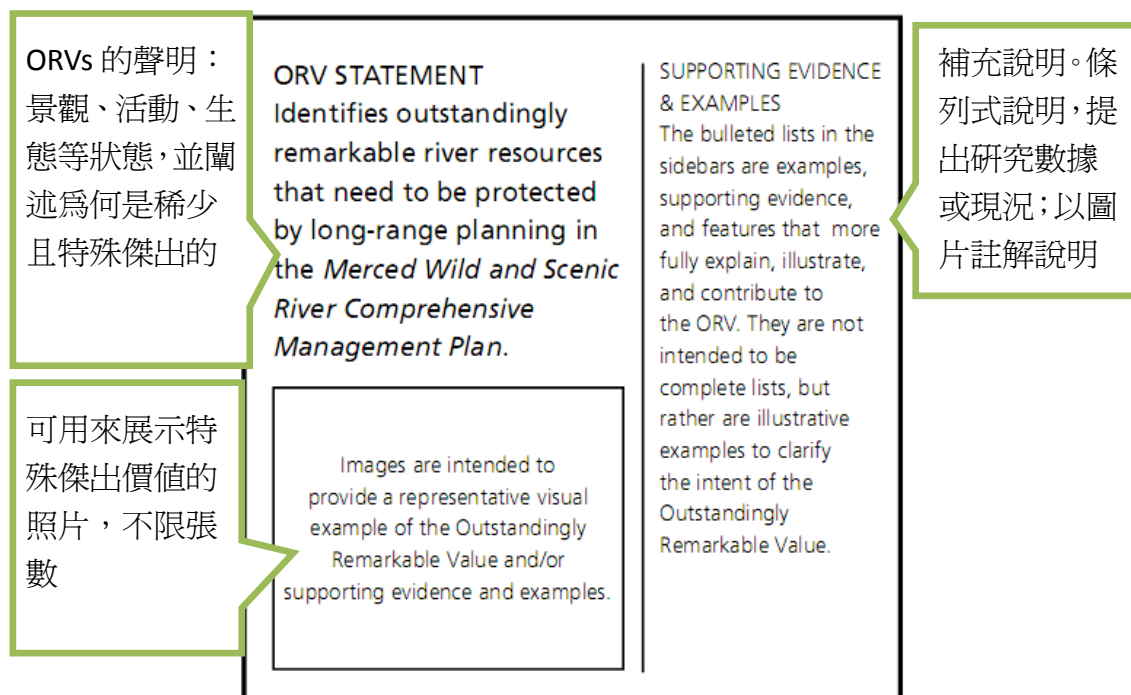 ORVs 的聲明：
景觀、活動、生
態等狀態，並闡
述為何是稀少
且特殊傑出的
可用來展示特
殊傑出價值的
照片，不限張
數
ORV STATEMENT
Identifies outstandingly
remarkable river resources
that need to be protected
by long-range planning in
the Merced Wild and Scenic
River Comprehensive
Management Plan.
Images are intended to
provide a representative visual
example of the Outstandingly
Remarkable Value and/or
supporting evidence and examples.
SUPPORTING EVIDENCE
& EXAMPLES
The bulleted lists in the
sidebars are examples,
supporting evidence,
and features that more
fully explain, illustrate,
and contribute to
the ORV. They are not
intended to be
complete lists, but
rather are illustrative
examples to clarify
the intent of the
Outstandingly
Remarkable Value.
補充說明。條
列式說明，提
出研究數據
或現況；以圖
片註解說明